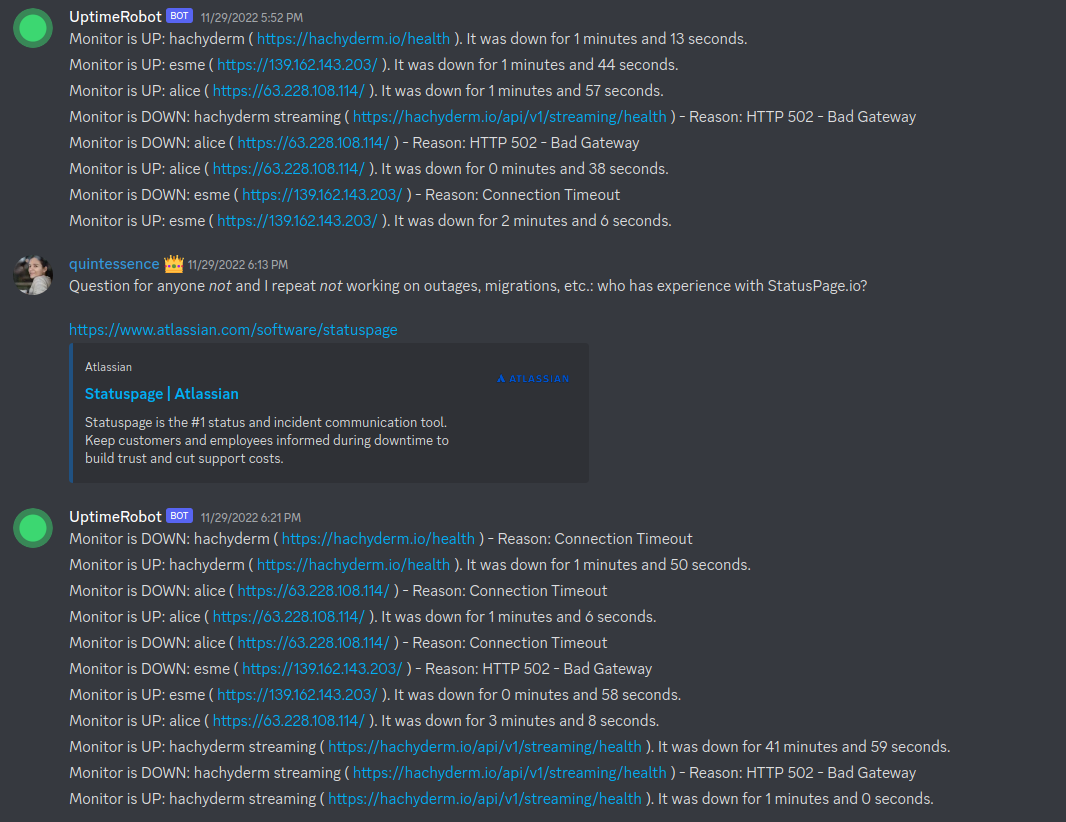 UptimeRobot BOT 11/29/2022 5:52 PM
Monitor is UP: hachyderm ( https://hachyderm.io/health ). It was down for 1 minutes and 13 seconds.
Monitor is UP: esme ( https://139.162.143.203/ ). It was down for 1 minutes and 44 seconds.
Monitor is UP: alice ( https://63.228.108.114/ ). It was down for 1 minutes and 57 seconds.
Monitor is DOWN: hachyderm streaming ( https://hachyderm.io/api/v1/streaming/health ) - Reason: HTTP 502 - Bad Gateway
Monitor is DOWN: alice ( https://63.228.108.114/ ) - Reason: HTTP 502 - Bad Gateway
Monitor is UP: alice ( https://63.228.108.114/ ). It was down for 0 minutes and 38 seconds.
Monitor is DOWN: esme ( https://139.162.143.203/ ) - Reason: Connection Timeout
Monitor is UP: esme ( https://139.162.143.203/ ). It was down for 2 minutes and 6 seconds.
quintessence 👑 11/29/2022 6:13 PM
Question for anyone not and I repeat not working on outages, migrations, etc.: who has experience with StatusPage.io?
https://www.atlassian.com/software/statuspage
Atlassian
ATLASSIAN
Statuspage | Atlassian
Statuspage is the #1 status and incident communication tool.
Keep customers and employees informed during downtime to
build trust and cut support costs.
UptimeRobot BOT 11/29/2022 6:21 PM
Monitor is DOWN: hachyderm ( https://hachyderm.io/health ) - Reason: Connection Timeout
Monitor is UP: hachyderm ( https://hachyderm.io/health ). It was down for 1 minutes and 50 seconds.
Monitor is DOWN: alice ( https://63.228.108.114/ ) - Reason: Connection Timeout
Monitor is UP: alice ( https://63.228.108.114/ ). It was down for 1 minutes and 6 seconds.
Monitor is DOWN: alice ( https://63.228.108.114/ ) - Reason: Connection Timeout
Monitor is DOWN: esme ( https://139.162.143.203/ ) - Reason: HTTP 502 - Bad Gateway
Monitor is UP: esme ( https://139.162.143.203/ ). It was down for 0 minutes and 58 seconds.
Monitor is UP: alice ( https://63.228.108.114/ ). It was down for 3 minutes and 8 seconds.
Monitor is UP: hachyderm streaming ( https://hachyderm.io/api/v1/streaming/health ). It was down for 41 minutes and 59 seconds.
Monitor is DOWN: hachyderm streaming ( https://hachyderm.io/api/v1/streaming/health ) - Reason: HTTP 502 - Bad Gateway
Monitor is UP: hachyderm streaming ( https://hachyderm.io/api/v1/streaming/health ). It was down for 1 minutes and 0 seconds.